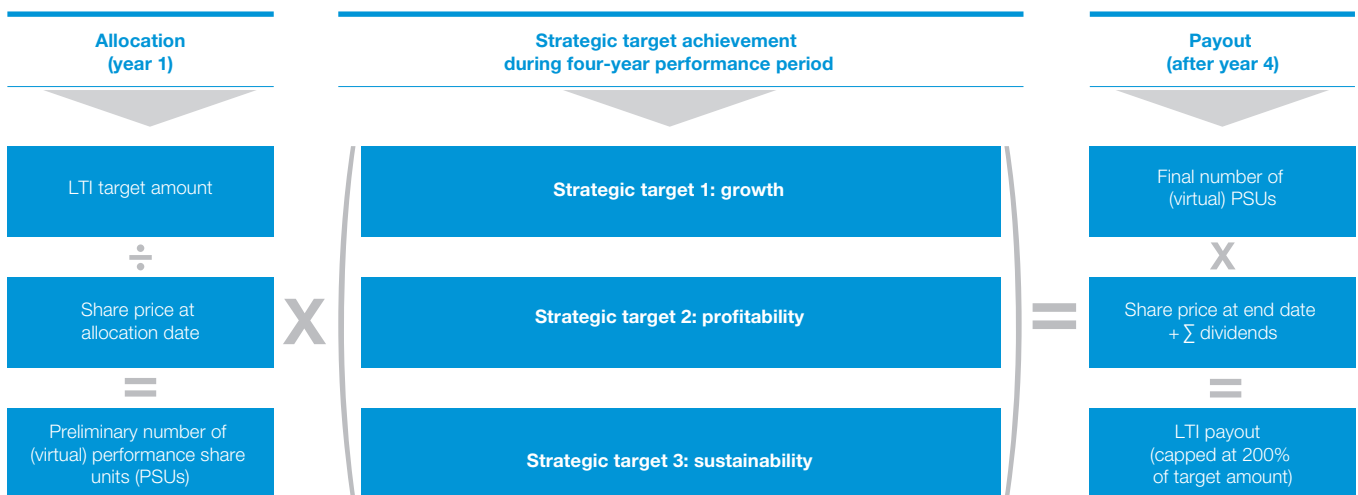 Allocation
(year 1)
Strategic target achievement
during four-year performance period
Payout
(after year 4)
LTI target amount
÷
Share price at
allocation date
=
Preliminary number of
(virtual) performance share
units (PSUs)
X
Strategic target 1: growth
Strategic target 2: profitability
Strategic target 3: sustainability
=
Final number of
(virtual) PSUs
X
Share price at end date
+ ∑ dividends
=
LTI payout
(capped at 200%
of target amount)